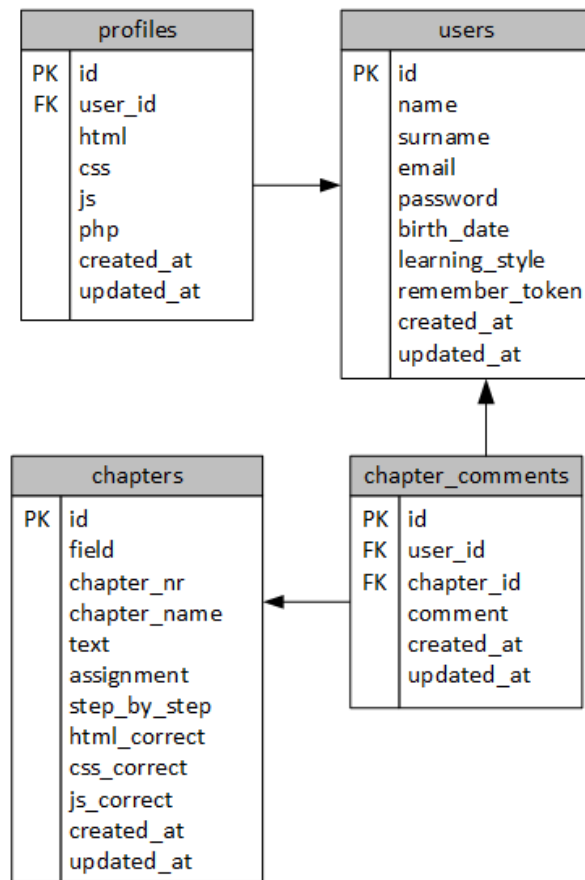 profiles
PK id
FK user_id
html
css
js
php
created_at
updated_at
users
PK id
name
surname
email
password
birth_date
learning_style
remember_token
created_at
updated_at
chapters
PK id
field
chapter_nr
chapter_name
text
assignment
step_by_step
html_correct
css_correct
js_correct
created_at
updated_at
chapter_comments
PK id
FK user_id
FK chapter_id
comment
created_at
updated_at